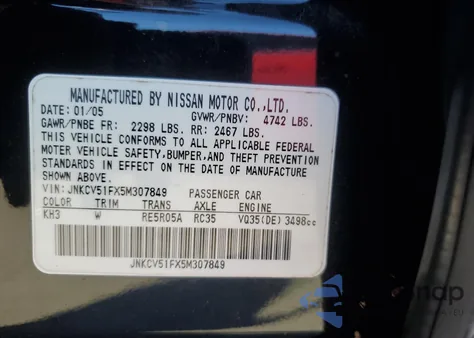 MANUFACTURED BY NISSAN MOTOR CO.,LTD.
DATE: 01/05 GVWR/PNBV: 4742 LBS.
GAWR/PNBE FR: 2298 LBS. RR: 2467 LBS.
THIS VEHICLE CONFORMS TO ALL APPLICABLE FEDERAL
MOTOR VEHICLE SAFETY, BUMPER, AND THEFT PREVENTION
STANDARDS IN EFFECT ON THE DATE OF MANUFACTURE
SHOWN ABOVE.
VIN: JNKCV51FX5M307849 PASSENGER CAR
COLOR TRIM TRANS AXLE ENGINE
KH3 W RE5R05A RC35 VQ35(DE) 3498cc
JNKCV51FX5M307849